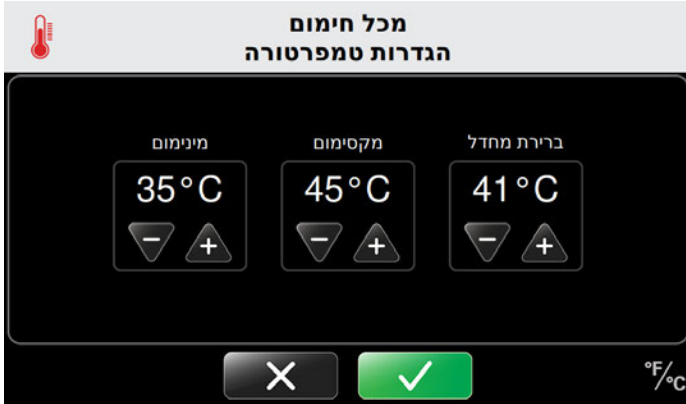 מכל חימום
הגדרות טמפרטורה
ברירת מחדל
מקסימום
מינימום
41°C
45°C
35°C
− +
− +
− +
°F/°C